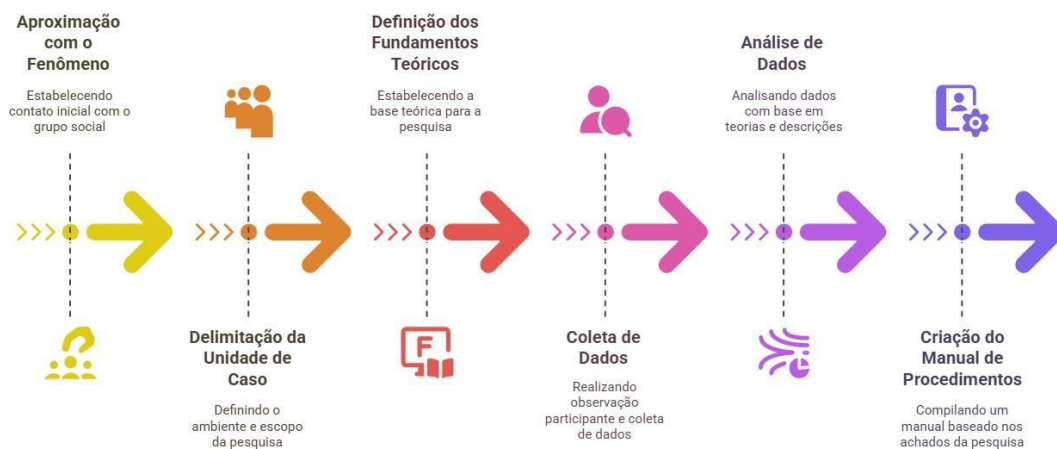 Aproximação
com o
Fenômeno
Estabelecendo
contato inicial com o
grupo social
Delimitação da
Unidade de
Caso
Definindo o
ambiente e escopo
da pesquisa
Definição dos
Fundamentos
Teóricos
Estabelecendo a
base teórica para a
pesquisa
F
Coleta de
Dados
Realizando
observação
participante e coleta
de dados
Análise de
Dados
Analisando dados
com base em
teorias e descrições
Criação do
Manual de
Procedimentos
Compilando um
manual baseado nos
achados da pesquisa